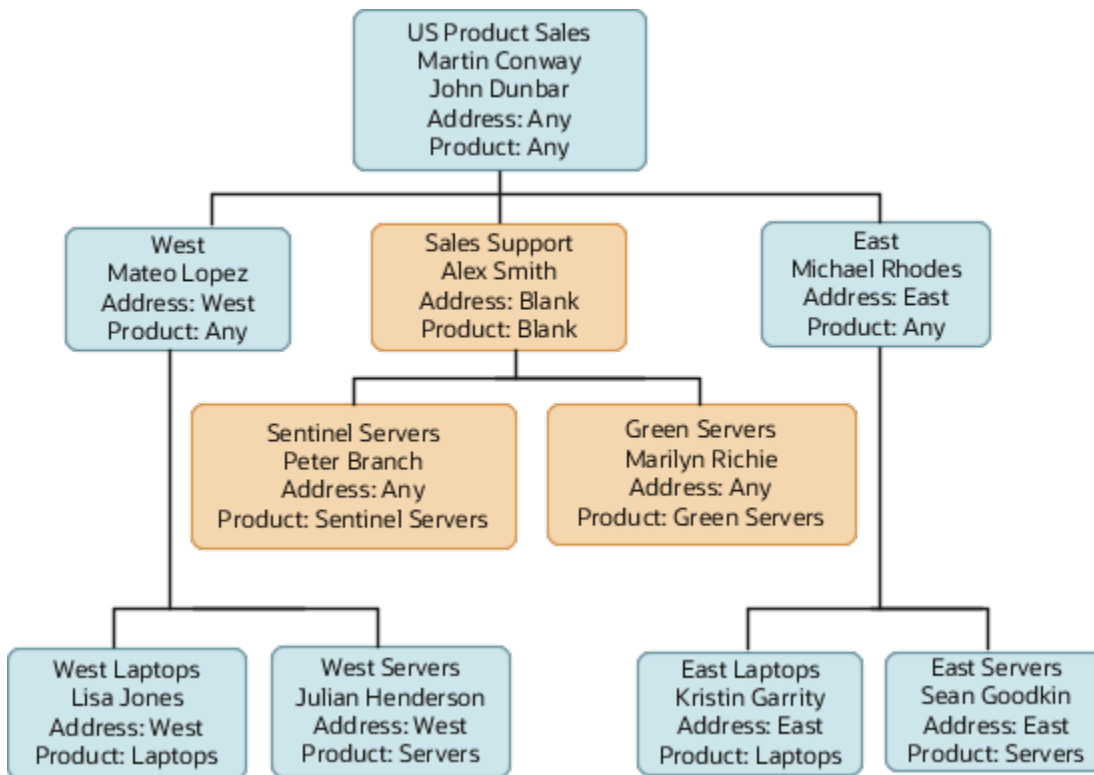 US Product Sales
Martin Conway
John Dunbar
Address: Any
Product: Any
West
Mateo Lopez
Address: West
Product: Any
Sales Support
Alex Smith
Address: Blank
Product: Blank
East
Michael Rhodes
Address: East
Product: Any
Sentinel Servers
Peter Branch
Address: Any
Product: Sentinel Servers
Green Servers
Marilyn Richie
Address: Any
Product: Green Servers
West Laptops
Lisa Jones
Address: West
Product: Laptops
West Servers
Julian Henderson
Address: West
Product: Servers
East Laptops
Kristin Garrity
Address: East
Product: Laptops
East Servers
Sean Goodkin
Address: East
Product: Servers